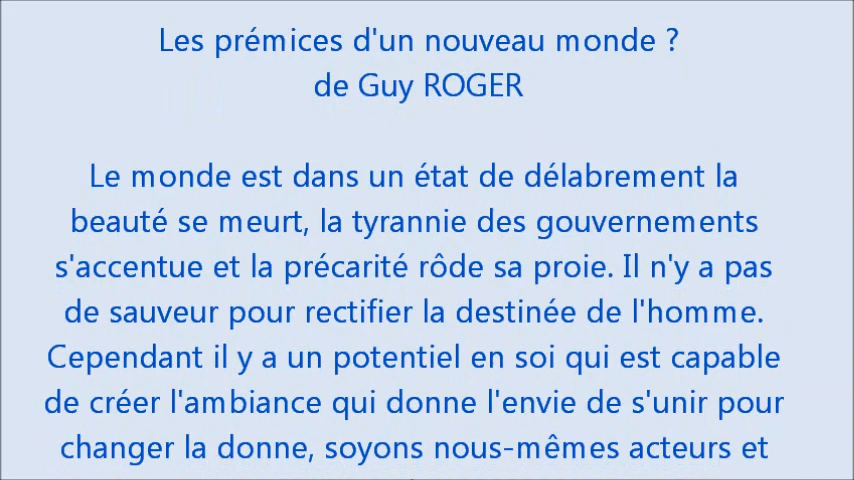 Les prémices d'un nouveau monde ?
de Guy ROGER
Le monde est dans un état de délabrement la
beauté se meurt, la tyrannie des gouvernements
s'accentue et la précarité rôde sa proie. Il n'y a pas
de sauveur pour rectifier la destinée de l'homme.
Cependant il y a un potentiel en soi qui est capable
de créer l'ambiance qui donne l'envie de s'unir pour
changer la donne, soyons nous-mêmes acteurs et